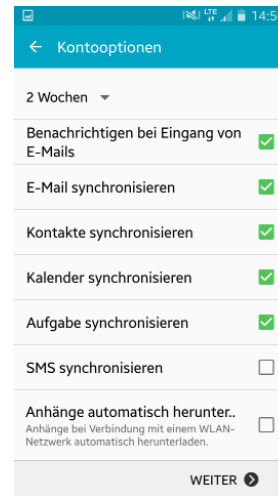 LTE 14:5
Kontooptionen
2 Wochen
Benachrichtigen bei Eingang von
E-Mails
E-Mail synchronisieren
Kontakte synchronisieren
Kalender synchronisieren
Aufgabe synchronisieren
SMS synchronisieren
Anhänge automatisch herunter..
Anhänge bei Verbindung mit einem WLAN-
Netzwerk automatisch herunterladen.
WEITER